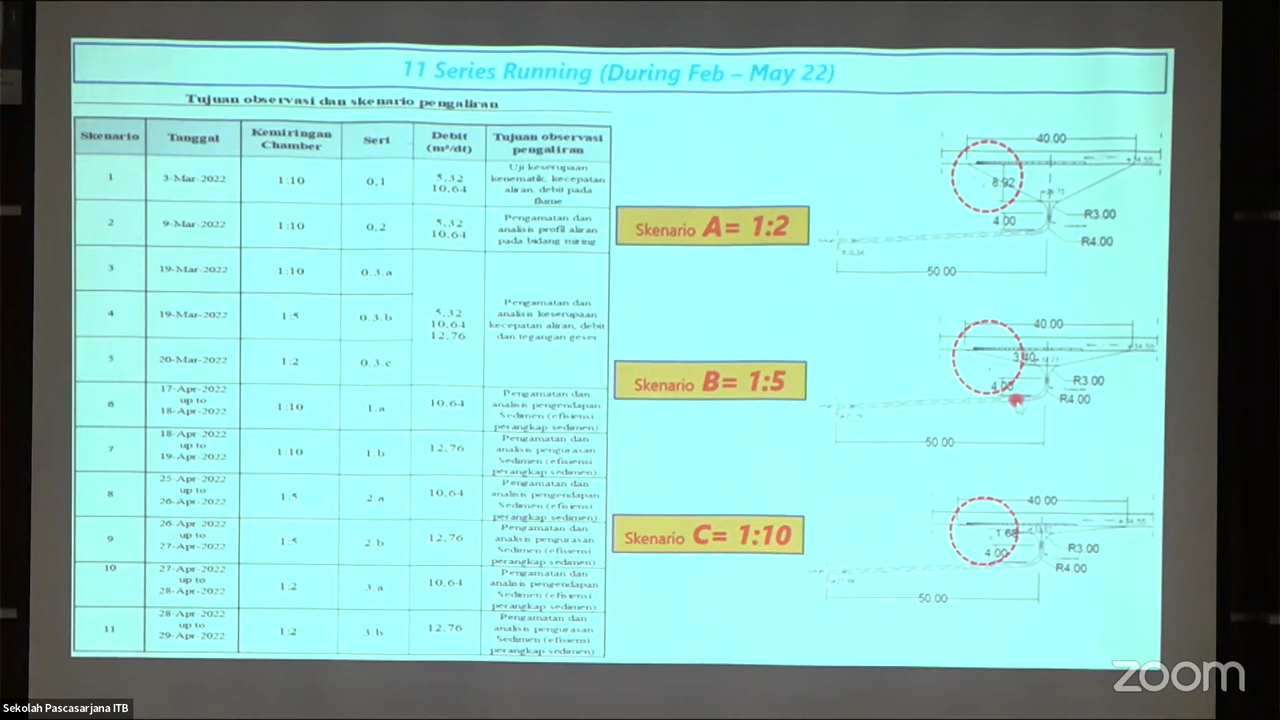 11 Series Running (During Feb – May 22)
Tujuan observasi dan skenario pengaliran
Skenario Tanggal Kemiringan Chamber Seri Debit (m³/dt) Tujuan observasi pengaliran
1 3-Mar-2022 1:10 0,1 5,32 10,64 Uji keserupaan kenematik, kecepatan aliran, debit pada flume
2 9-Mar-2022 1:10 0,2 5,32 10,64 Pengamatan dan analisis profil aliran pada bidang miring
3 19-Mar-2022 1:10 0.3.a
4 19-Mar-2022 1:5 0.3.b 5,32 10,64 12,76 Pengamatan dan analisis keserupaan kecepatan aliran, debit dan tegangan geser
5 20-Mar-2022 1:2 0.3.c
6 17-Apr-2022 up to 18-Apr-2022 1:10 1.a 10,64 Pengamatan dan analisis pengendapan Sedimen (efisiensi perangkap sedimen)
7 18-Apr-2022 up to 19-Apr-2022 1:10 1.b 12,76 Pengamatan dan analisis pengurasan Sedimen (efisiensi perangkap sedimen)
8 25-Apr-2022 up to 26-Apr-2022 1:5 2.a 10,64 Pengamatan dan analisis pengendapan Sedimen (efisiensi perangkap sedimen)
9 26-Apr-2022 up to 27-Apr-2022 1:5 2.b 12,76 Pengamatan dan analisis pengurasan Sedimen (efisiensi perangkap sedimen)
10 27-Apr-2022 up to 28-Apr-2022 1:2 3.a 10,64 Pengamatan dan analisis pengendapan Sedimen (efisiensi perangkap sedimen)
11 28-Apr-2022 up to 29-Apr-2022 1:2 3.b 12,76 Pengamatan dan analisis pengurasan Sedimen (efisiensi perangkap sedimen)
Skenario A= 1:2
40.00
8.92
4.00
R3.00
R4.00
50.00
Skenario B= 1:5
40.00
3.40
R3.00
R4.00
50.00
Skenario C= 1:10
40.00
1.68
4.00
R3.00
R4.00
50.00
zoom
Sekolah Pascasarjana ITB